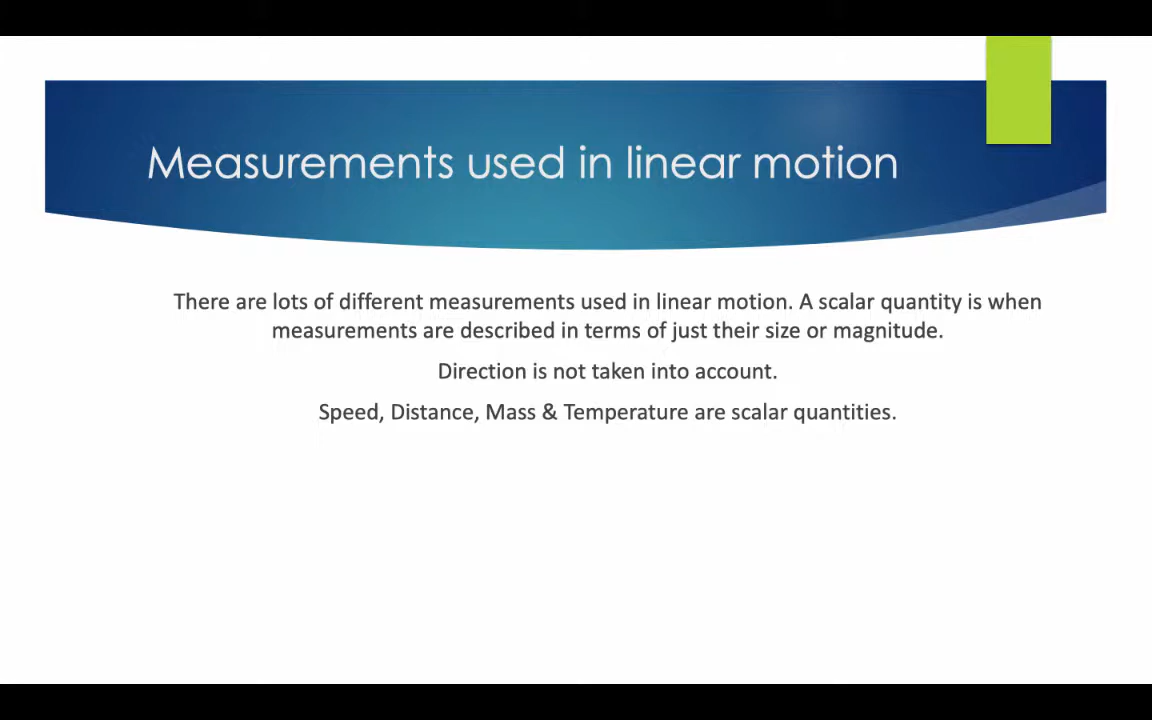 Measurements used in linear motion
There are lots of different measurements used in linear motion. A scalar quantity is when
measurements are described in terms of just their size or magnitude.
Direction is not taken into account.
Speed, Distance, Mass & Temperature are scalar quantities.